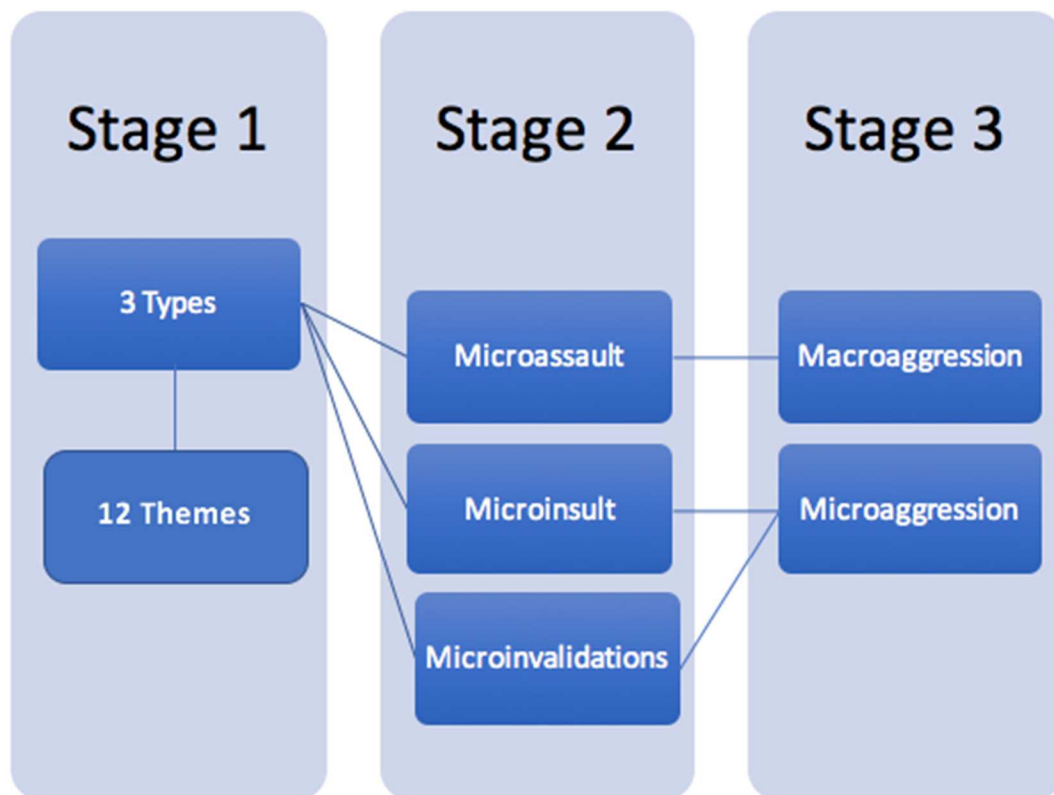 Stage 1
3 Types
12 Themes
Stage 2
Microassault
Microinsult
Microinvalidations
Stage 3
Macroaggression
Microaggression